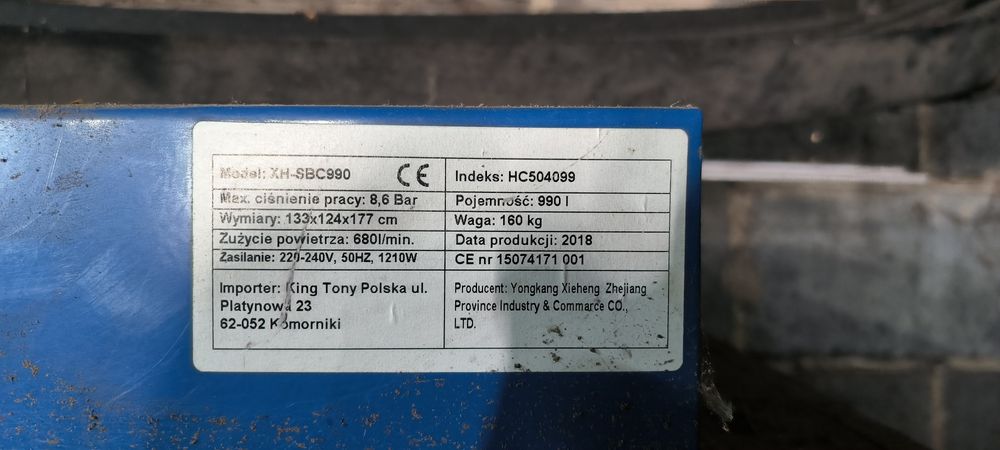 Model: XH-SBC990 CE
Indeks: HC504099
Max. ciśnienie pracy: 8,6 Bar
Pojemność: 990 l
Wymiary: 133x124x177 cm
Waga: 160 kg
Zużycie powietrza: 680l/min.
Data produkcji: 2018
Zasilanie: 220-240V, 50HZ, 1210W
CE nr 15074171 001
Importer: King Tony Polska ul.
Platynowa 23
62-052 Komorniki
Producent: Yongkang Xieheng Zhejiang
Province Industry & Commarce CO.,
LTD.